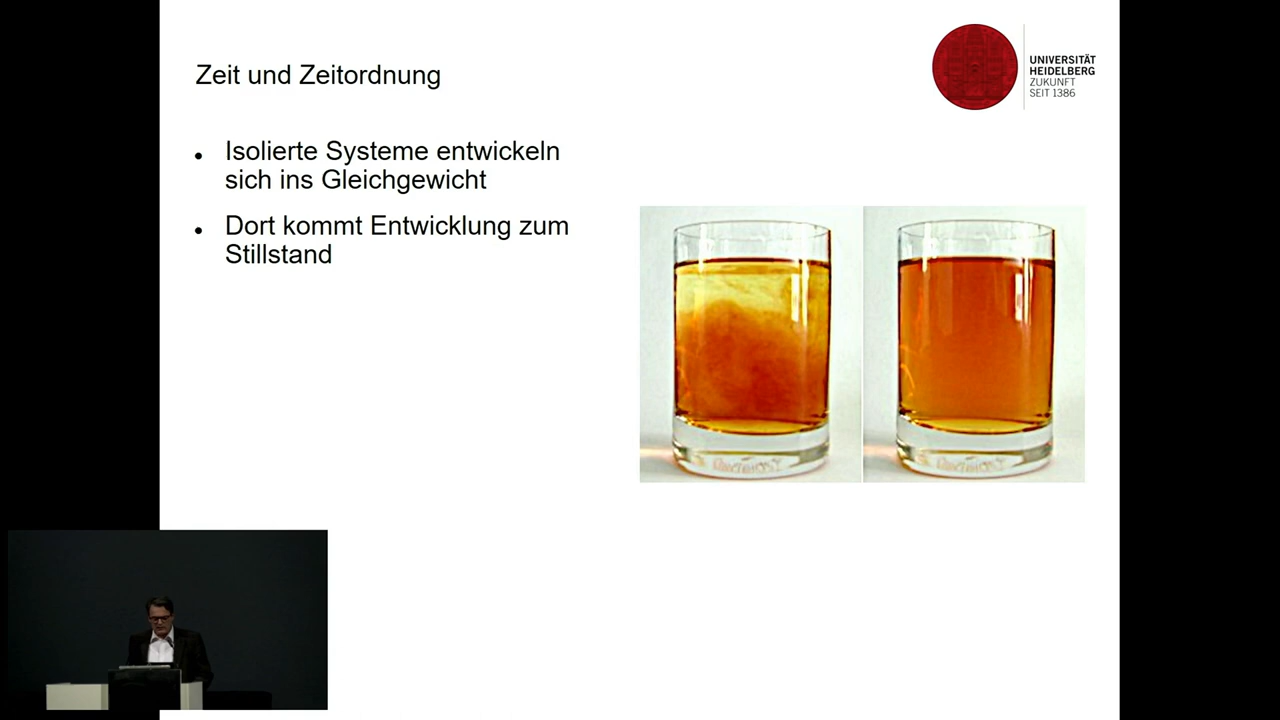 Zeit und Zeitordnung
UNIVERSITÄT
HEIDELBERG
ZUKUNFT
SEIT 1386
• Isolierte Systeme entwickeln
sich ins Gleichgewicht
• Dort kommt Entwicklung zum
Stillstand